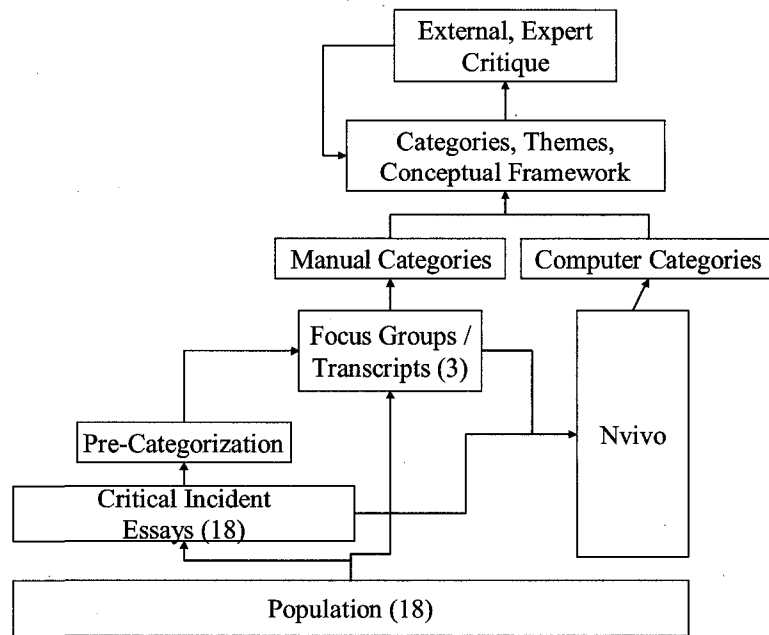 External, Expert
Critique
Categories, Themes,
Conceptual Framework
Manual Categories
Computer Categories
Focus Groups /
Transcripts (3)
Nvivo
Pre-Categorization
Critical Incident
Essays (18)
Population (18)